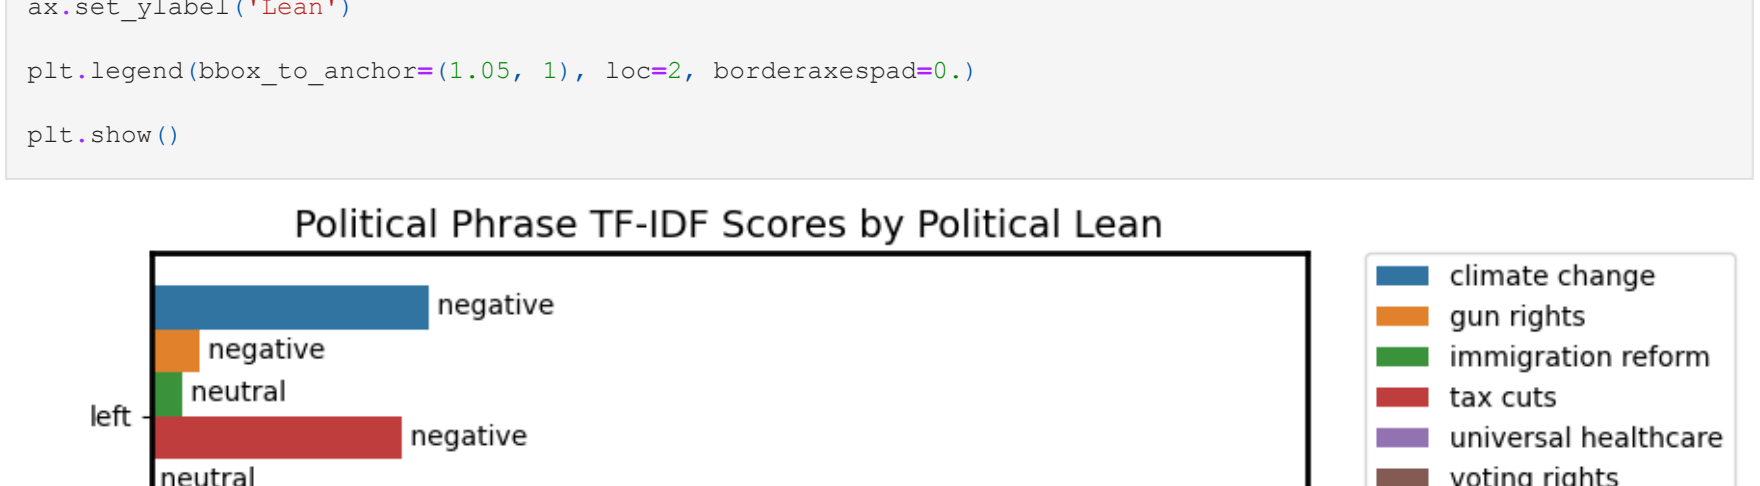 ax.set_ylabel('Lean')
plt.legend(bbox_to_anchor=(1.05, 1), loc=2, borderaxespad=0.)
plt.show()
Political Phrase TF-IDF Scores by Political Lean
negative
negative
neutral
left
negative
neutral
climate change
gun rights
immigration reform
tax cuts
universal healthcare
voting rights